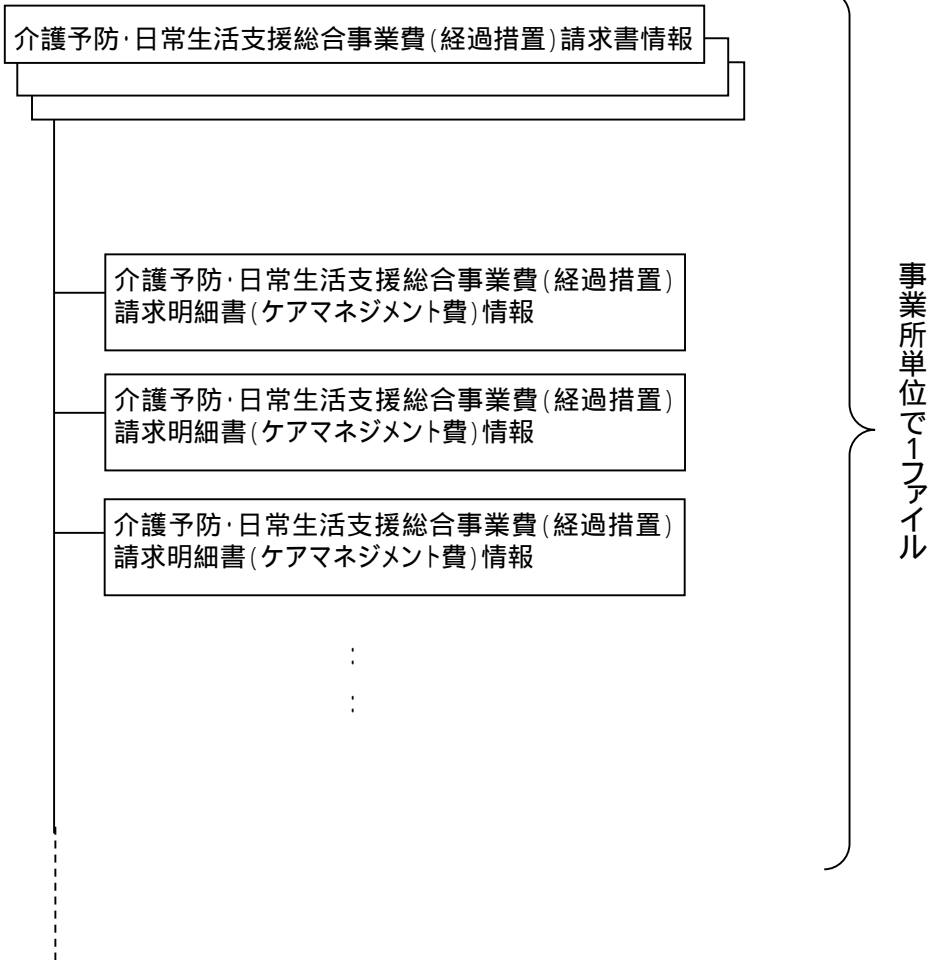 介護予防･日常生活支援総合事業費(経過措置)請求書情報
介護予防･日常生活支援総合事業費(経過措置)
請求明細書(ケアマネジメント費)情報
介護予防･日常生活支援総合事業費(経過措置)
請求明細書(ケアマネジメント費)情報
介護予防･日常生活支援総合事業費(経過措置)
請求明細書(ケアマネジメント費)情報
:
:
事業所単位で1ファイル